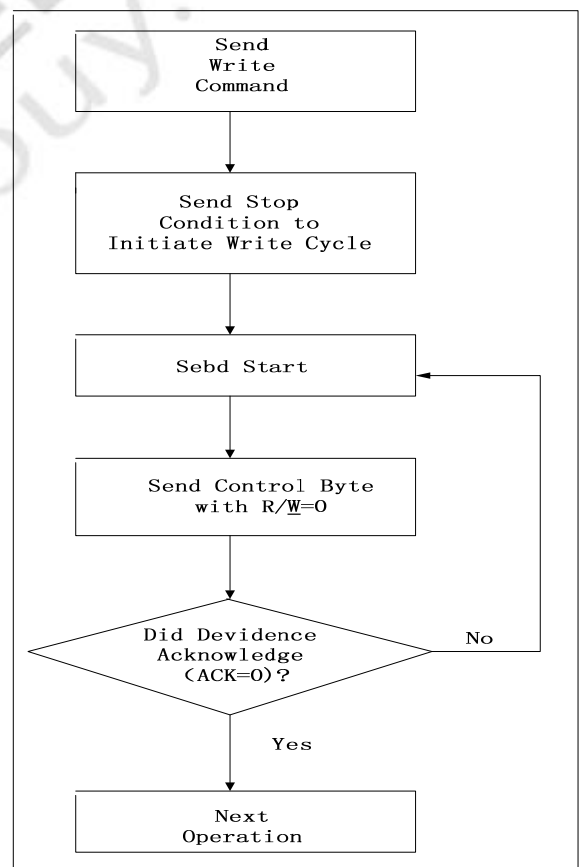 Send
Write
Command
Send Stop
Condition to
Initiate Write Cycle
Sebd Start
Send Control Byte
with R/W=0
Did Devidence
Acknowledge
(ACK=0)?
No
Yes
Next
Operation